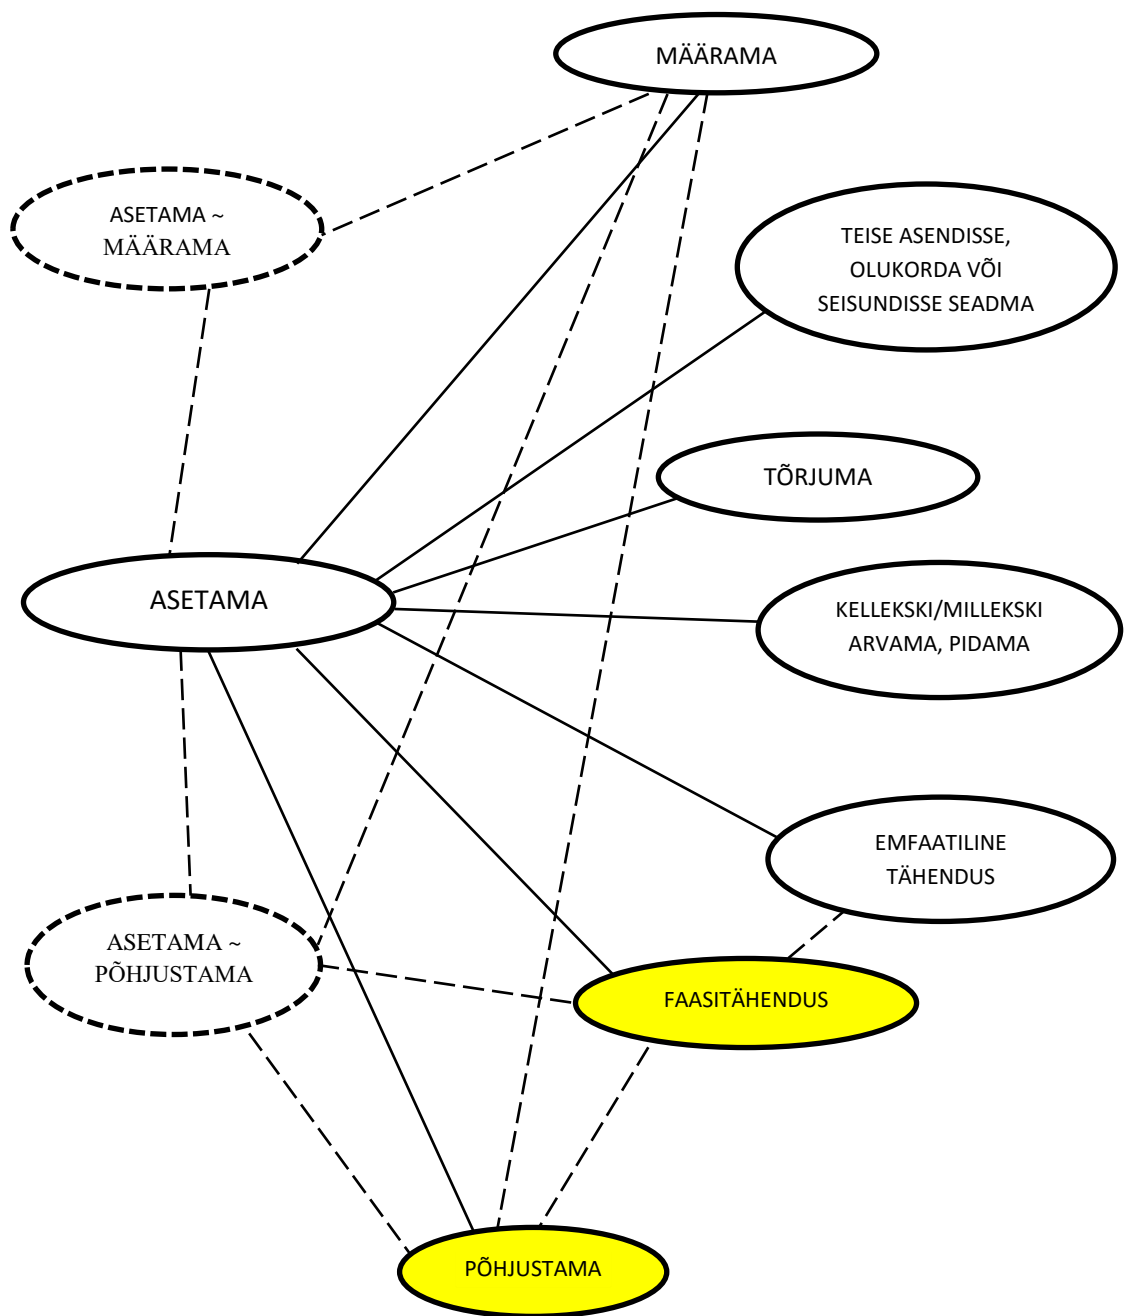 MÄÄRAMA
ASETAMA ~
MÄÄRAMA
TEISE ASENDISSE,
OLUKORDA VÕI
SEISUNDISSE SEADMA
TÕRJUMA
ASETAMA
KELLEKSKI/MILLEKSKI
ARVAMA, PIDAMA
EMFAATILINE
TÄHENDUS
ASETAMA ~
PÕHJUSTAMA
FAASITÄHENDUS
PÕHJUSTAMA